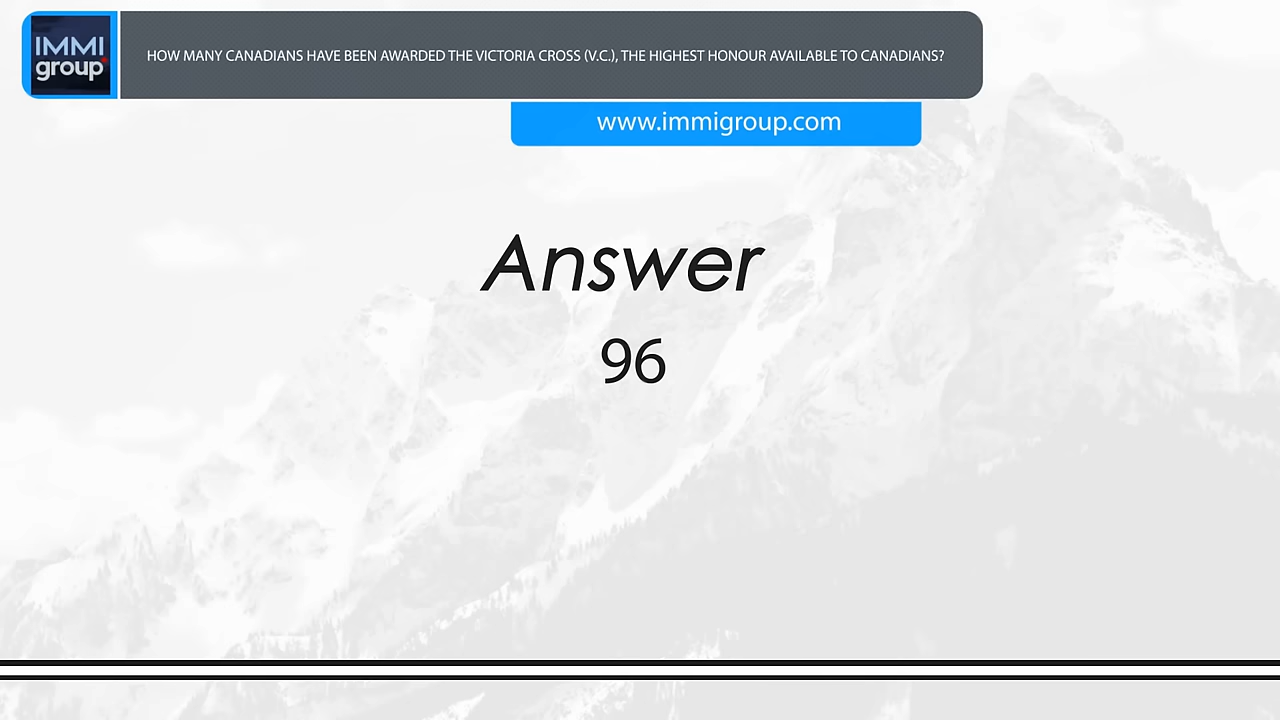 IMMI
group
HOW MANY CANADIANS HAVE BEEN AWARDED THE VICTORIA CROSS (V.C.), THE HIGHEST HONOUR AVAILABLE TO CANADIANS?
www.immigroup.com
Answer
96